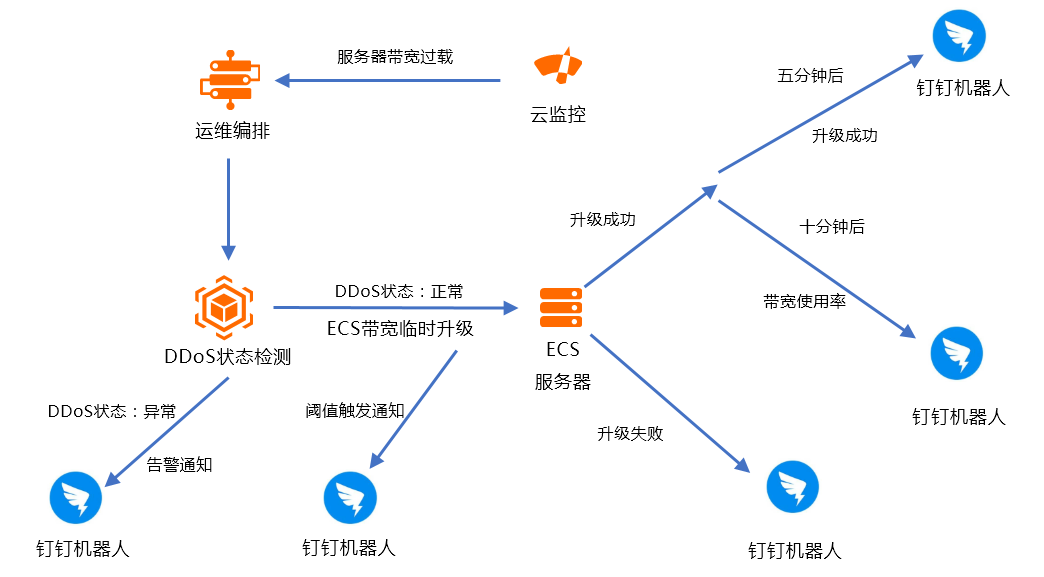 服务器带宽过载
云监控
运维编排
五分钟后
钉钉机器人
升级成功
升级成功
十分钟后
带宽使用率
钉钉机器人
DDoS状态：正常
ECS带宽临时升级
DDoS状态检测
ECS
服务器
DDoS状态：异常
阈值触发通知
升级失败
告警通知
钉钉机器人
钉钉机器人
钉钉机器人